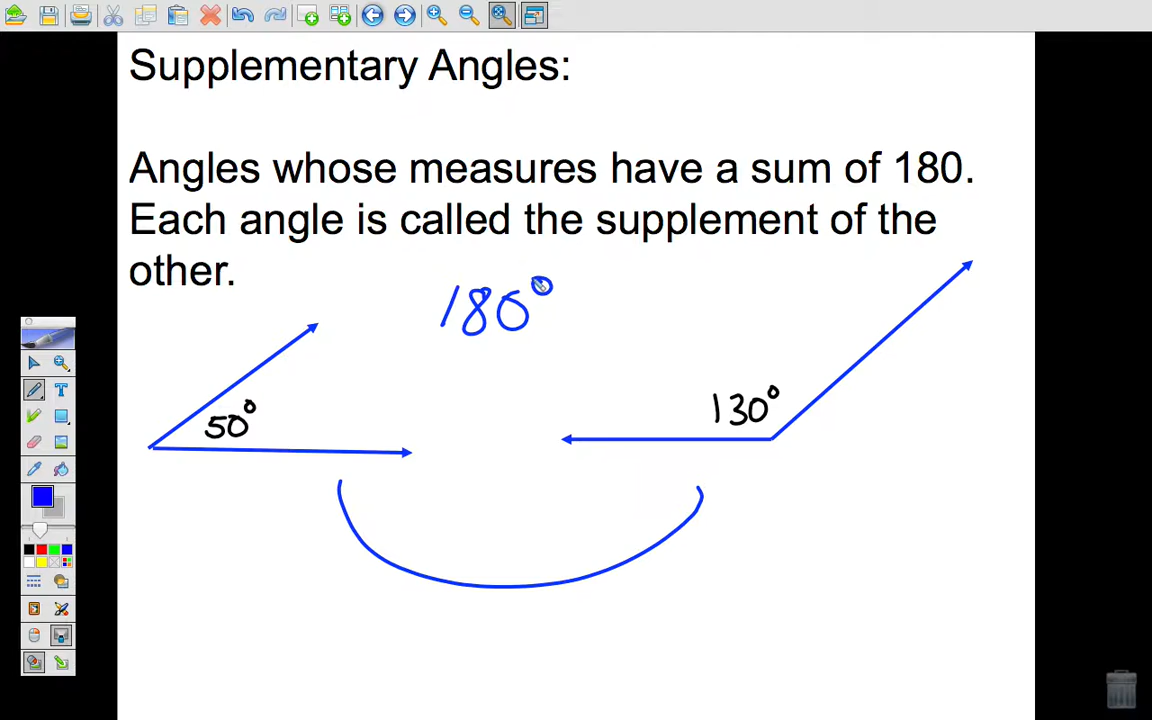 Supplementary Angles:
Angles whose measures have a sum of 180.
Each angle is called the supplement of the
other.
180°
50°
130°